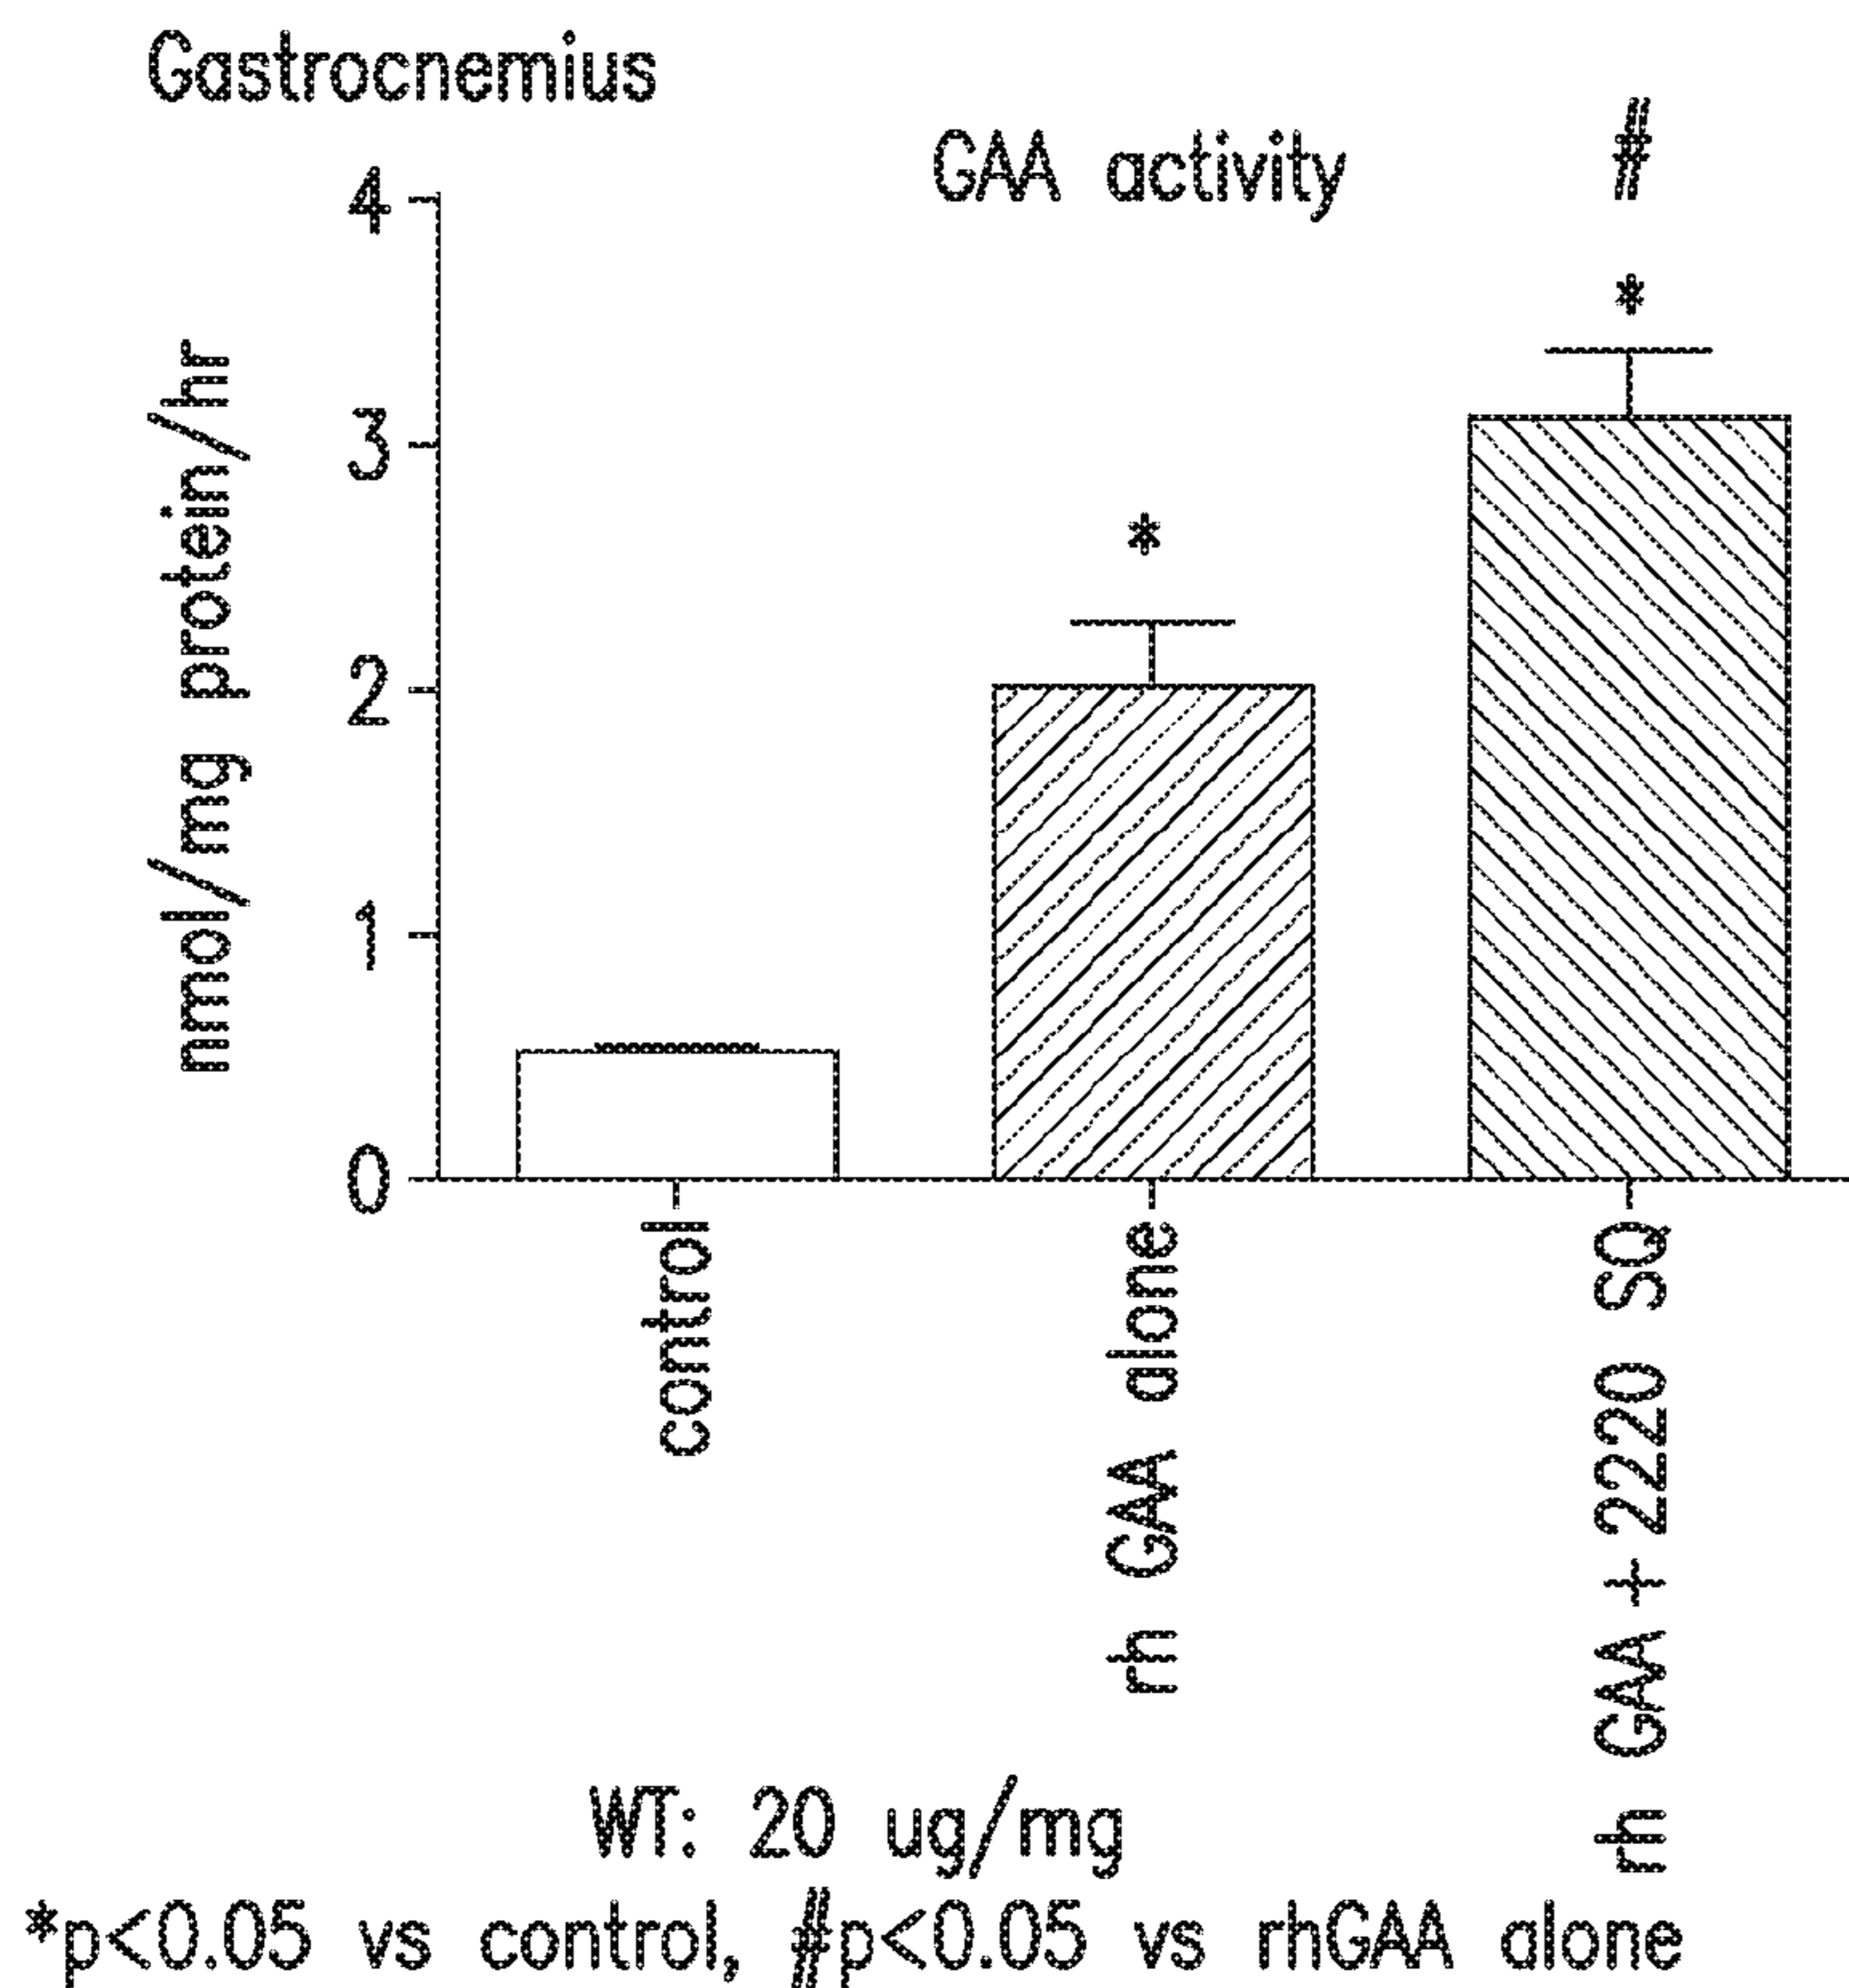 Gastrocnemius
GAA activity
#
*
*
nmol/mg protein/hr
4
3
2
1
0
control
rh GAA alone
rh GAA + 2220 SQ
WT: 20 ug/mg
*p<0.05 vs control, #p<0.05 vs rhGAA alone